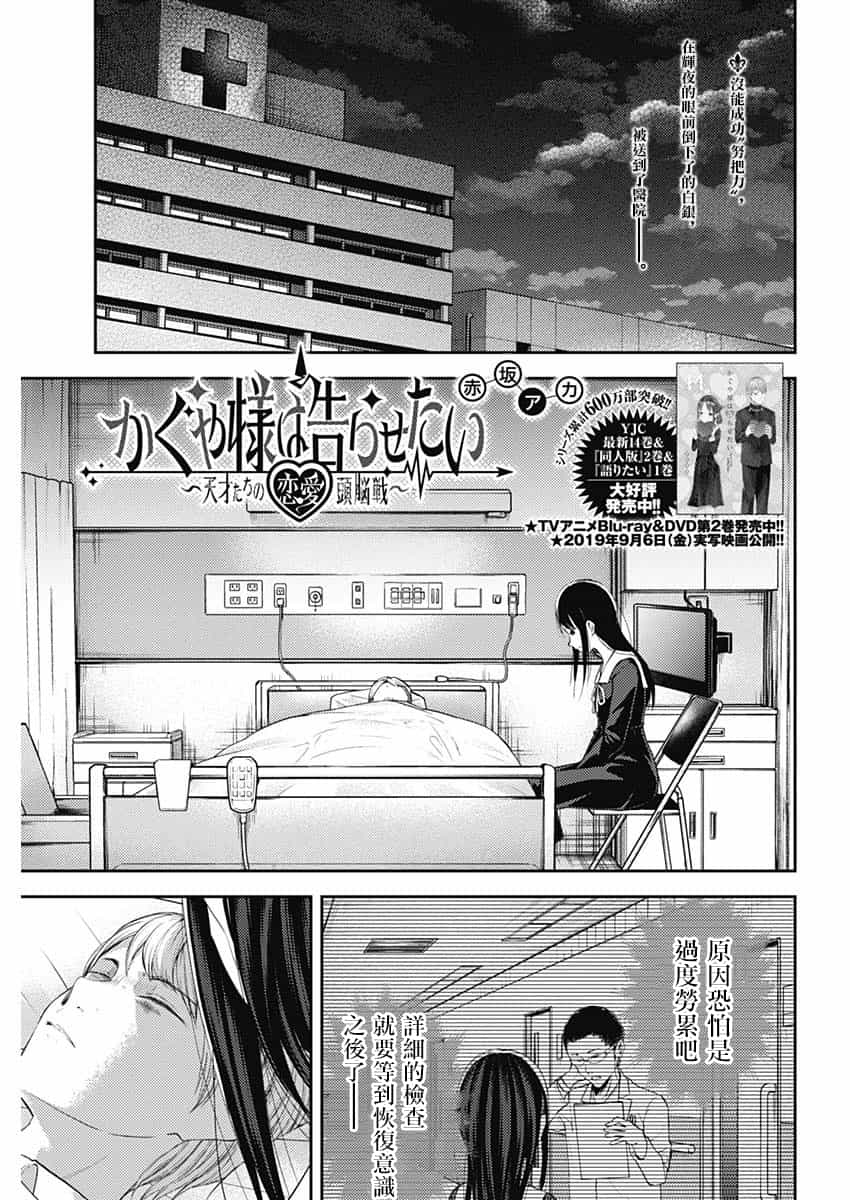 沒能成功“努把力”，
在輝夜的眼前倒下了的白銀，
被送到了醫院——。
赤坂アカ
かぐや様は告らせたい
～天才たちの恋愛頭脳戦～
シリーズ累計600万部突破!!
YJC
最新14巻&
『同人版』2巻&
『語りたい』1巻
大好評
発売中!!
★TVアニメBlu-ray&DVD第2巻発売中!!
★2019年9月6日(金)実写映画公開!!
原因恐怕是
過度勞累吧
詳細的檢查
就要等到恢復意識
之後了——